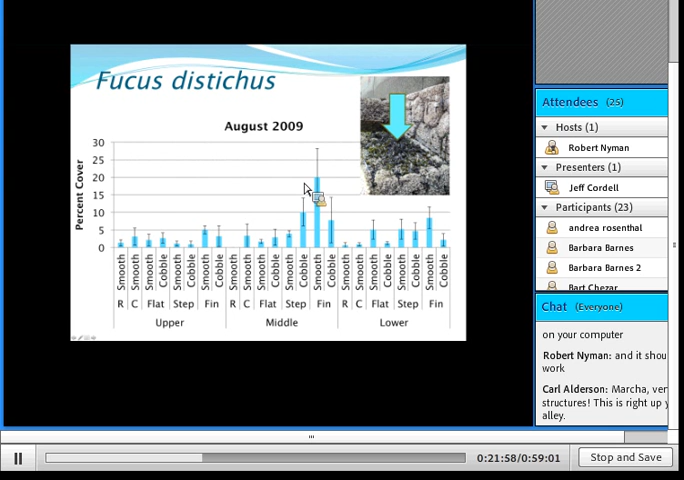 Fucus distichus
August 2009
Percent Cover
30
25
20
15
10
5
0
Smooth Smooth Smooth Cobble Smooth Cobble Smooth Cobble Smooth Smooth Smooth Cobble Smooth Cobble Smooth Cobble Smooth Smooth Smooth Cobble Smooth Cobble Smooth Cobble
R C Flat Step Fin R C Flat Step Fin R C Flat Step Fin
Upper Middle Lower
Attendees (25)
Hosts (1)
Robert Nyman
Presenters (1)
Jeff Cordell
Participants (23)
andrea rosenthal
Barbara Barnes
Barbara Barnes 2
Bart Chezar
Chat (Everyone)
on your computer
Robert Nyman: and it shou
work
Carl Alderson: Marcha, ver
structures! This is right up y
alley.
0:21:58/0:59:01
Stop and Save